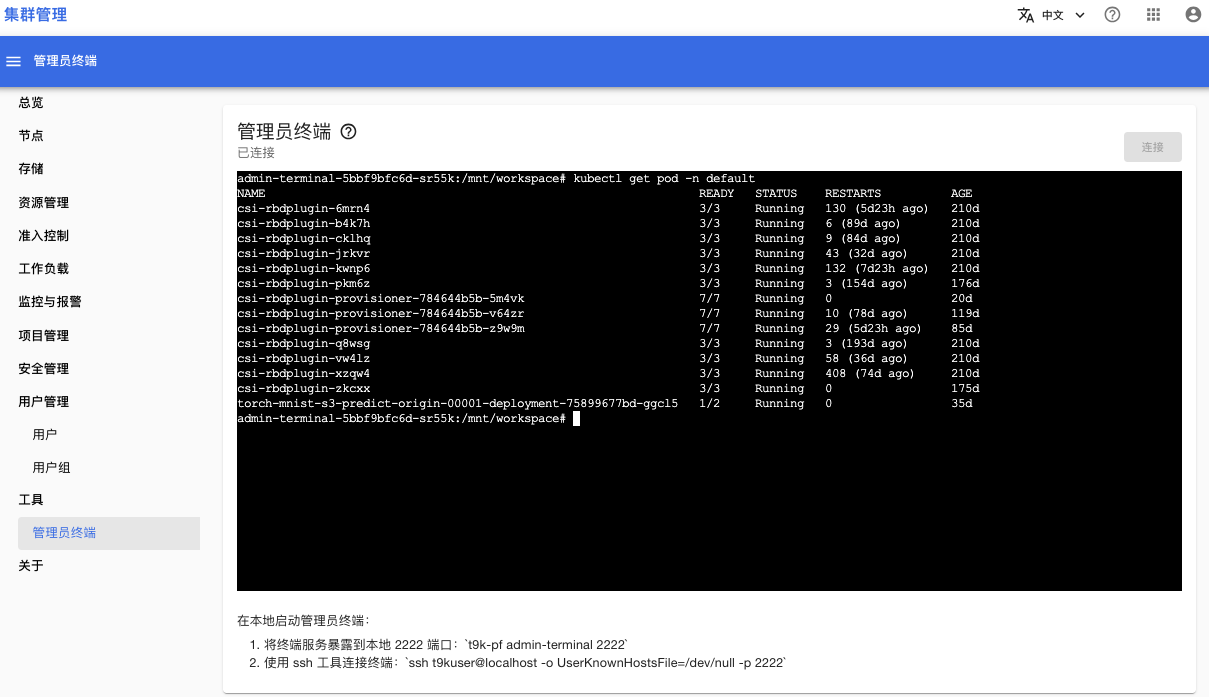 集群管理
中文
管理员终端
总览
节点
存储
资源管理
准入控制
工作负载
监控与报警
项目管理
安全管理
用户管理
用户
用户组
工具
管理员终端
关于
管理员终端
已连接
连接
admin-terminal-5bbf9bfc6d-sr55k:/mnt/workspace# kubectl get pod -n default
NAME READY STATUS RESTARTS AGE
csi-rbdplugin-6mrn4 3/3 Running 130 (5d23h ago) 210d
csi-rbdplugin-b4k7h 3/3 Running 6 (89d ago) 210d
csi-rbdplugin-cklhq 3/3 Running 9 (84d ago) 210d
csi-rbdplugin-jrkvr 3/3 Running 43 (32d ago) 210d
csi-rbdplugin-kwnp6 3/3 Running 132 (7d23h ago) 210d
csi-rbdplugin-pkm6z 3/3 Running 3 (154d ago) 176d
csi-rbdplugin-provisioner-784644b5b-5m4vk 7/7 Running 0 20d
csi-rbdplugin-provisioner-784644b5b-v64zr 7/7 Running 10 (78d ago) 119d
csi-rbdplugin-provisioner-784644b5b-z9w9m 7/7 Running 29 (5d23h ago) 85d
csi-rbdplugin-q8wsg 3/3 Running 3 (193d ago) 210d
csi-rbdplugin-vw4lz 3/3 Running 58 (36d ago) 210d
csi-rbdplugin-xzqw4 3/3 Running 408 (74d ago) 210d
csi-rbdplugin-zkcxx 3/3 Running 0 175d
torch-mnist-s3-predict-origin-00001-deployment-75899677bd-ggcl5 1/2 Running 0 35d
admin-terminal-5bbf9bfc6d-sr55k:/mnt/workspace#
在本地启动管理员终端：
1. 将终端服务暴露到本地 2222 端口：`t9k-pf admin-terminal 2222`
2. 使用 ssh 工具连接终端：`ssh t9kuser@localhost -o UserKnownHostsFile=/dev/null -p 2222`